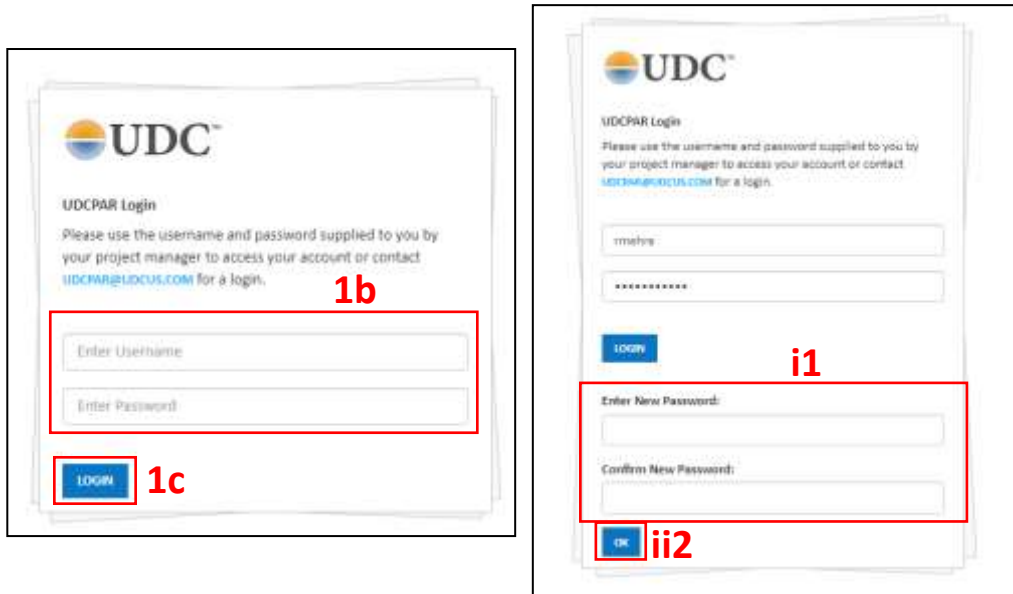 UDC™
UDCPAR Login
Please use the username and password supplied to you by
your project manager to access your account or contact
UDCPAR@UDCUS.COM for a login.
1b
Enter Username
Enter Password
LOGIN
1c
UDC™
UDCPAR Login
Please use the username and password supplied to you by
your project manager to access your account or contact
UDCPAR@UDCUS.COM for a login.
rmehra
•••••••••••
LOGIN
i1
Enter New Password:
Confirm New Password:
OK
ii2